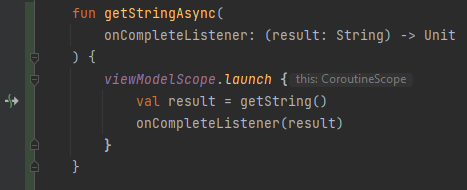 fun getStringAsync(
onCompleteListener: (result: String) -> Unit
) {
viewModelScope.launch { this: CoroutineScope
val result = getString()
onCompleteListener(result)
}
}